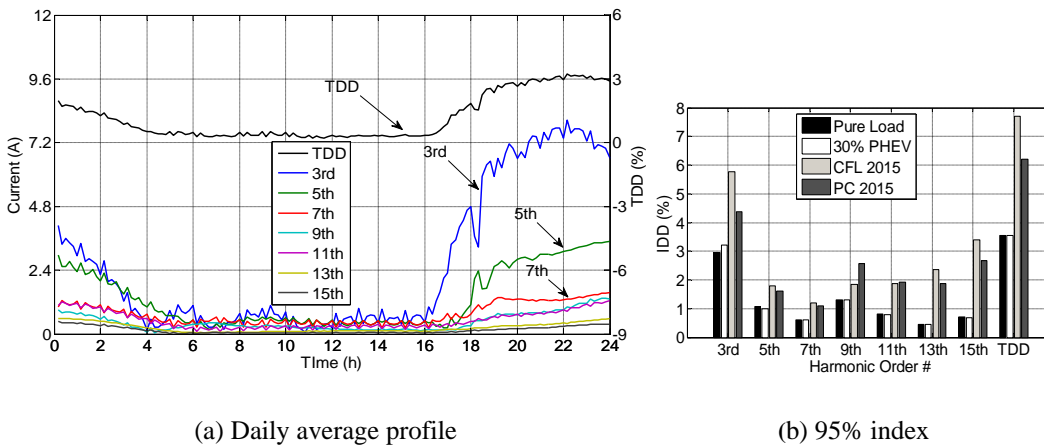 12
9.6
7.2
4.8
2.4
0
Current (A)
6
3
0
-3
-6
-9
TDD (%)
TDD
3rd
5th
7th
TDD
3rd
5th
7th
9th
11th
13th
15th
0 2 4 6 8 10 12 14 16 18 20 22 24
TIme (h)
(a) Daily average profile
8
7
6
5
4
3
2
1
0
IDD (%)
Pure Load
30% PHEV
CFL 2015
PC 2015
3rd 5th 7th 9th 11th 13th 15th TDD
Harmonic Order #
(b) 95% index